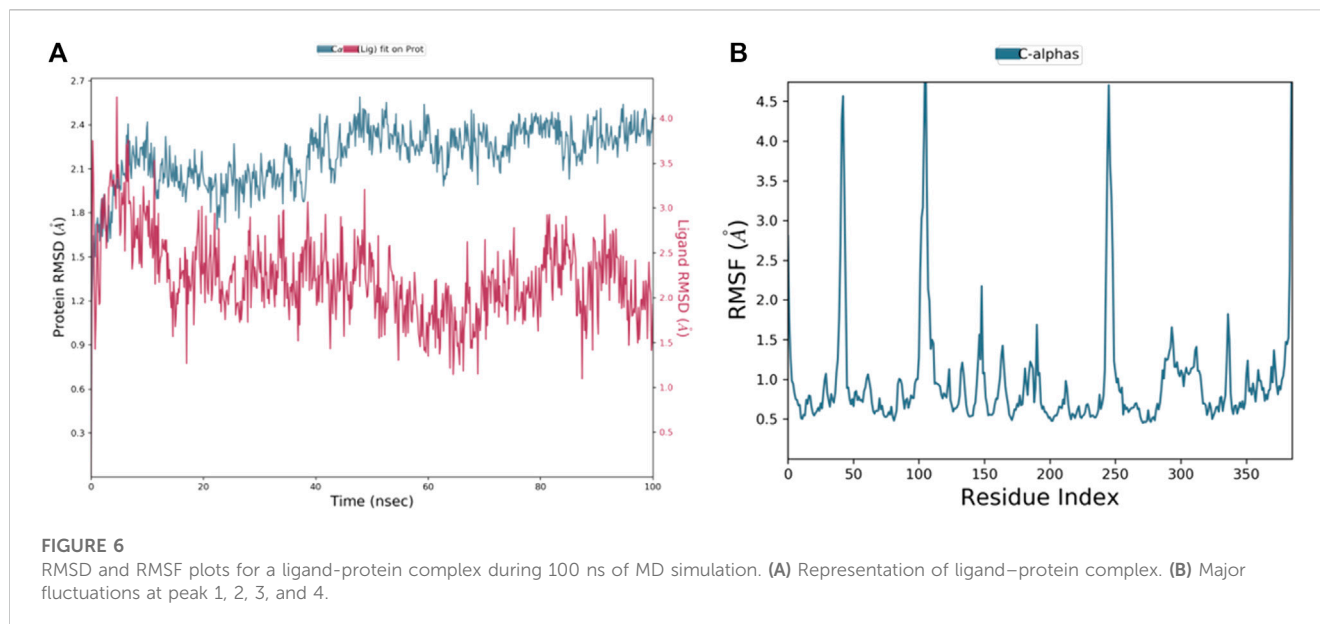 A
Cα (Lig) fit on Prot
2.7
2.4
2.1
1.8
1.5
1.2
0.9
0.6
0.3
Protein RMSD (Å)
4.0
3.5
3.0
2.5
2.0
1.5
1.0
0.5
Ligand RMSD (Å)
0 20 40 60 80 100
Time (nsec)
B
C-alphas
4.5
4.0
3.5
3.0
2.5
2.0
1.5
1.0
0.5
RMSF (Å)
0 50 100 150 200 250 300 350
Residue Index
FIGURE 6
RMSD and RMSF plots for a ligand-protein complex during 100 ns of MD simulation. (A) Representation of ligand–protein complex. (B) Major
fluctuations at peak 1, 2, 3, and 4.